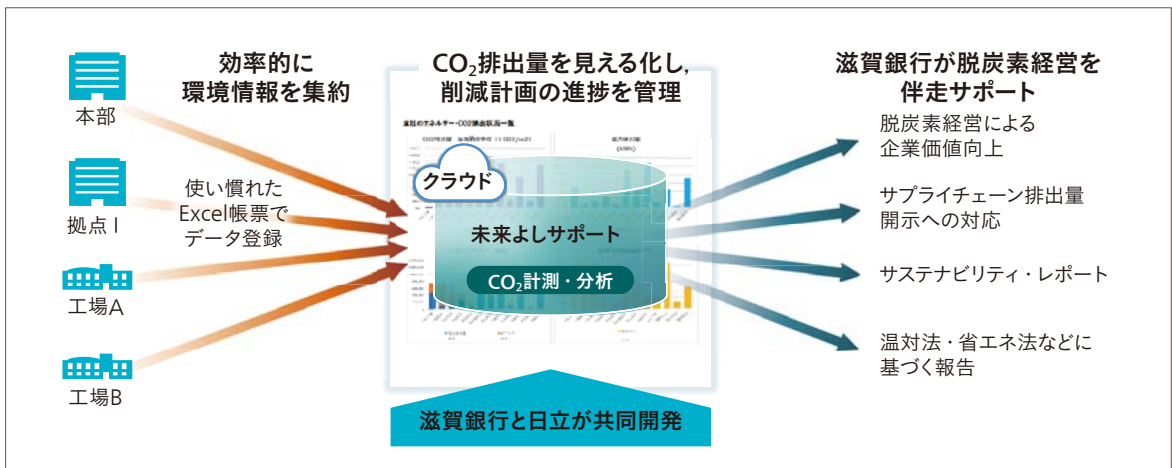 効率的に
環境情報を集約
本部
拠点1
工場A
工場B
使い慣れた
Excel帳票で
データ登録
CO₂排出量を見える化し,
削減計画の進捗を管理
クラウド
未来よしサポート
CO₂計測・分析
滋賀銀行と日立が共同開発
滋賀銀行が脱炭素経営を
伴走サポート
脱炭素経営による
企業価値向上
サプライチェーン排出量
開示への対応
サステナビリティ・レポート
温対法・省エネ法などに
基づく報告